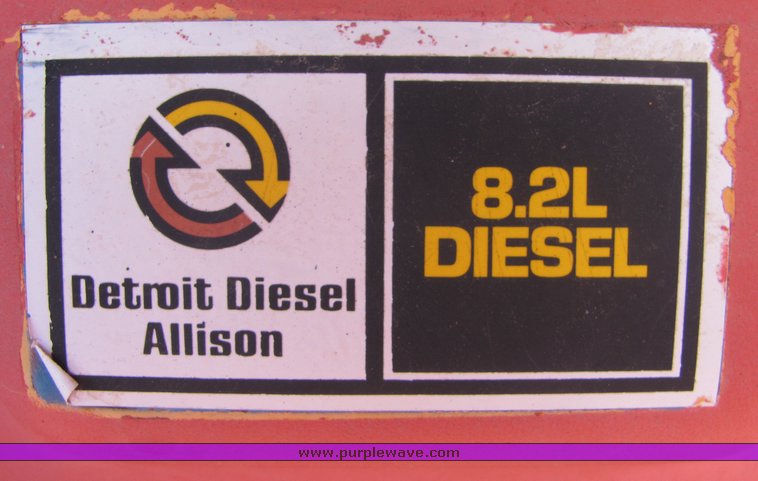 Detroit Diesel
Allison
8.2L
DIESEL
www.purplewave.com